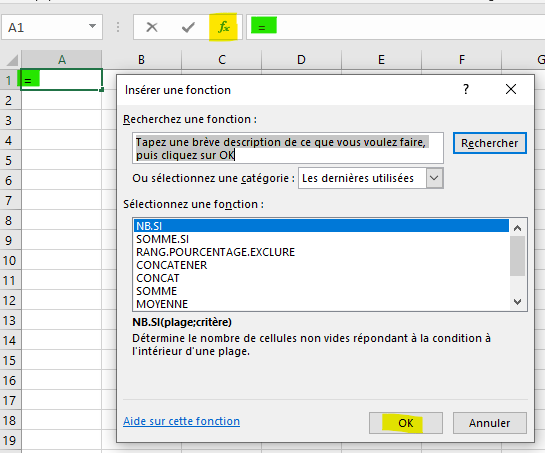 A1
fx
=
A B C D E F G
1
=
2
3
4
5
6
7
8
9
10
11
12
13
14
15
16
17
18
19
Insérer une fonction
?
Recherchez une fonction :
Tapez une brève description de ce que vous voulez faire,
puis cliquez sur OK
Rechercher
Ou sélectionnez une catégorie : Les dernières utilisées
Sélectionnez une fonction :
NB.SI
SOMME.SI
RANG.POURCENTAGE.EXCLURE
CONCATENER
CONCAT
SOMME
MOYENNE
NB.SI(plage;critère)
Détermine le nombre de cellules non vides répondant à la condition à
l'intérieur d'une plage.
Aide sur cette fonction
OK
Annuler